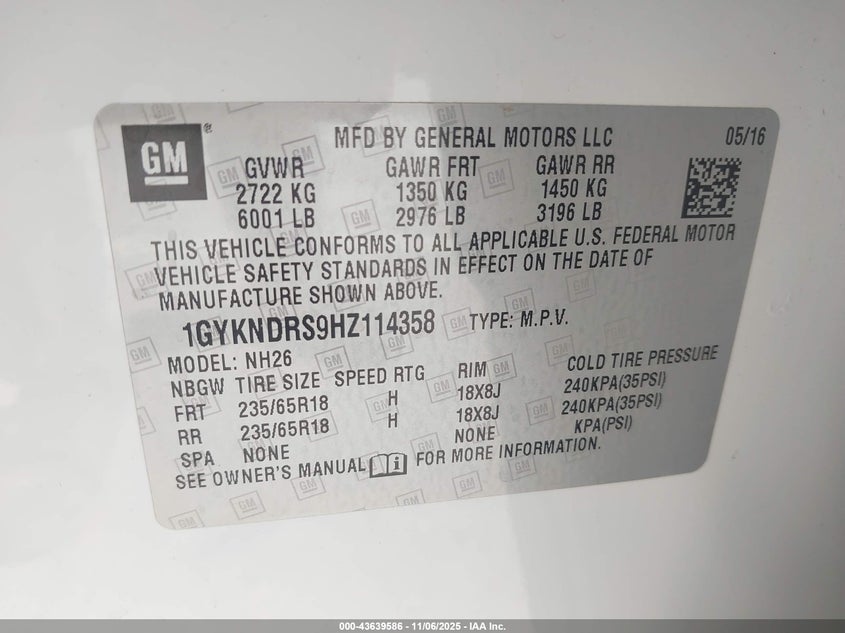 GM
MFD BY GENERAL MOTORS LLC 05/16
GVWR GAWR FRT GAWR RR
2722 KG 1350 KG 1450 KG
6001 LB 2976 LB 3196 LB
THIS VEHICLE CONFORMS TO ALL APPLICABLE U.S. FEDERAL MOTOR
VEHICLE SAFETY STANDARDS IN EFFECT ON THE DATE OF
MANUFACTURE SHOWN ABOVE.
1GYKNDRS9HZ114358 TYPE: M.P.V.
MODEL: NH26
NBGW TIRE SIZE SPEED RTG RIM COLD TIRE PRESSURE
FRT 235/65R18 H 18X8J 240KPA(35PSI)
RR 235/65R18 H 18X8J 240KPA(35PSI)
SPA NONE NONE KPA(PSI)
SEE OWNER'S MANUAL FOR MORE INFORMATION.
000-43639586 - 11/06/2025 - IAA Inc.